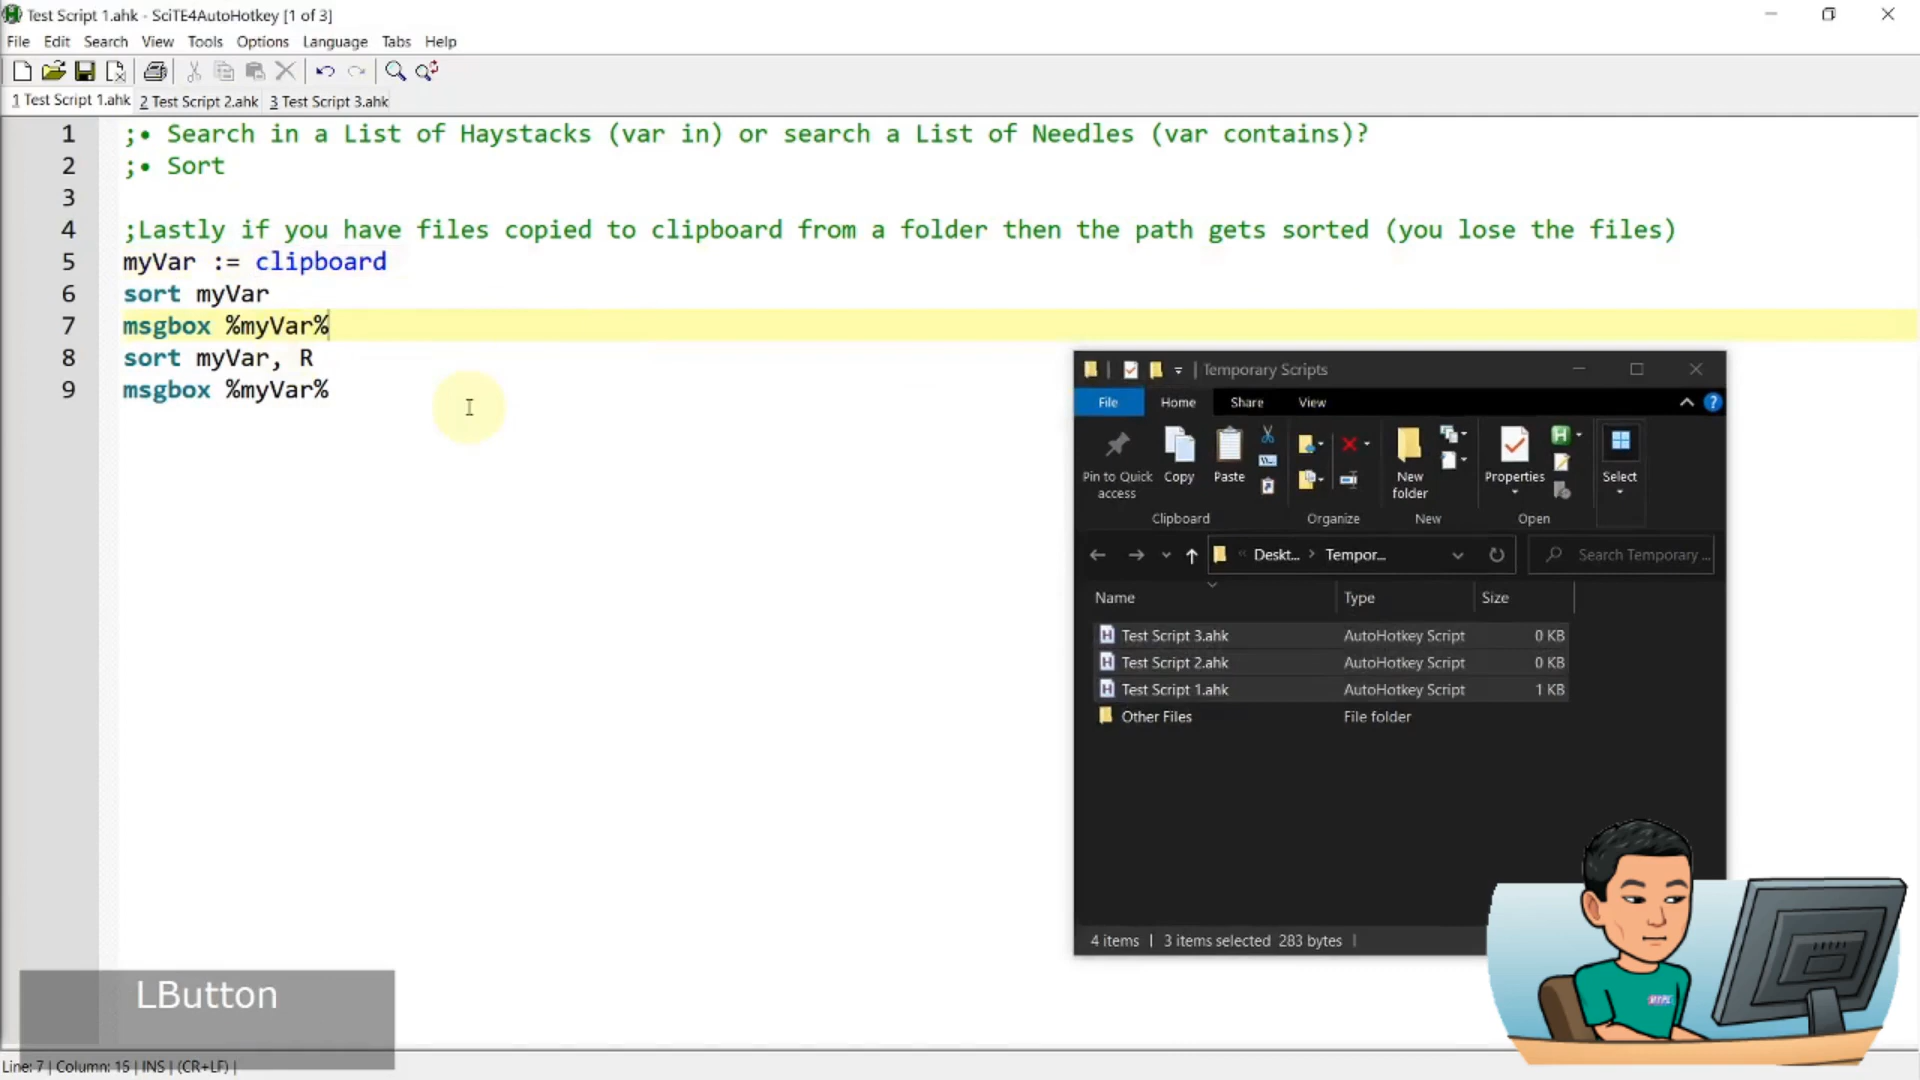 Test Script 1.ahk - SciTE4AutoHotkey [1 of 3]
File Edit Search View Tools Options Language Tabs Help
1 Test Script 1.ahk 2 Test Script 2.ahk 3 Test Script 3.ahk
1 ;• Search in a List of Haystacks (var in) or search a List of Needles (var contains)?
2 ;• Sort
3
4 ;Lastly if you have files copied to clipboard from a folder then the path gets sorted (you lose the files)
5 myVar := clipboard
6 sort myVar
7 msgbox %myVar%
8 sort myVar, R
9 msgbox %myVar%
Temporary Scripts
File Home Share View
Pin to Quick access
Copy
Paste
New folder
Properties
Select
Clipboard Organize New Open
Deskt... Tempor... Search Temporary ...
Name Type Size
Test Script 3.ahk AutoHotkey Script 0 KB
Test Script 2.ahk AutoHotkey Script 0 KB
Test Script 1.ahk AutoHotkey Script 1 KB
Other Files File folder
4 items | 3 items selected 283 bytes |
LButton
Line: 7 | Column: 15 | INS | (CR+LF) |